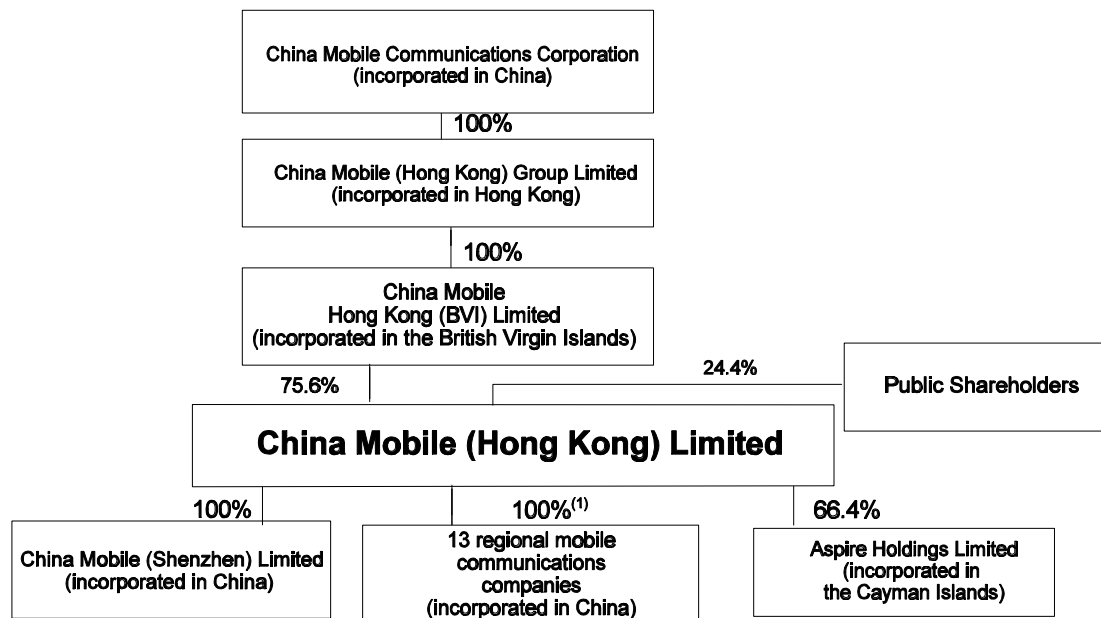 China Mobile Communications Corporation
(incorporated in China)
100%
China Mobile (Hong Kong) Group Limited
(incorporated in Hong Kong)
100%
China Mobile
Hong Kong (BVI) Limited
(incorporated in the British Virgin Islands)
75.6%
24.4%
Public Shareholders
China Mobile (Hong Kong) Limited
100%
100%(1)
66.4%
China Mobile (Shenzhen) Limited
(incorporated in China)
13 regional mobile
communications
companies
(incorporated in China)
Aspire Holdings Limited
(incorporated in
the Cayman Islands)